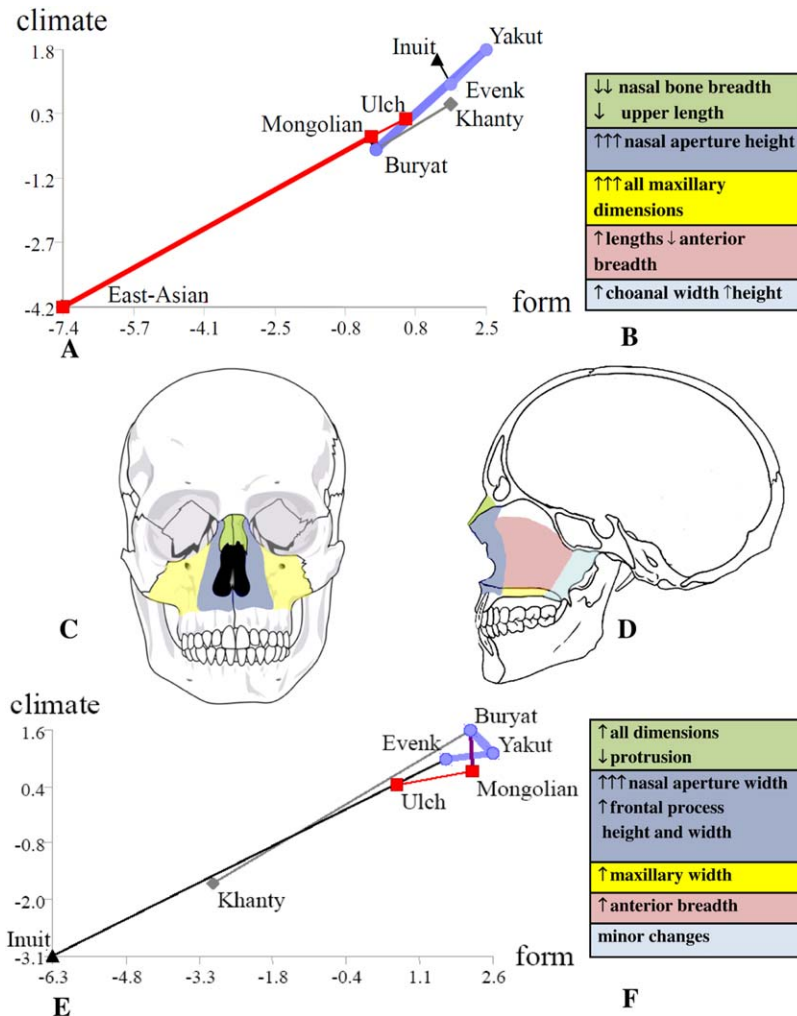 climate
1.8
0.3
-1.2
-2.7
-4.2
Yakut
Inuit
Evenk
Ulch
Khanty
Mongolian
Buryat
East-Asian
form
-7.4 -5.7 -4.1 -2.5 -0.8 0.8 2.5
A
↓↓ nasal bone breadth
↓ upper length
↑↑↑ nasal aperture height
↑↑↑ all maxillary
dimensions
↑lengths ↓ anterior
breadth
↑ choanal width ↑height
B
C
D
climate
1.6
0.4
-0.8
-2.0
-3.1
Buryat
Evenk
Yakut
Ulch
Mongolian
Khanty
Inuit
form
-6.3 -4.8 -3.3 -1.9 -0.4 1.1 2.6
E
↑ all dimensions
↓ protrusion
↑↑↑ nasal aperture width
↑ frontal process
height and width
↑ maxillary width
↑ anterior breadth
minor changes
F